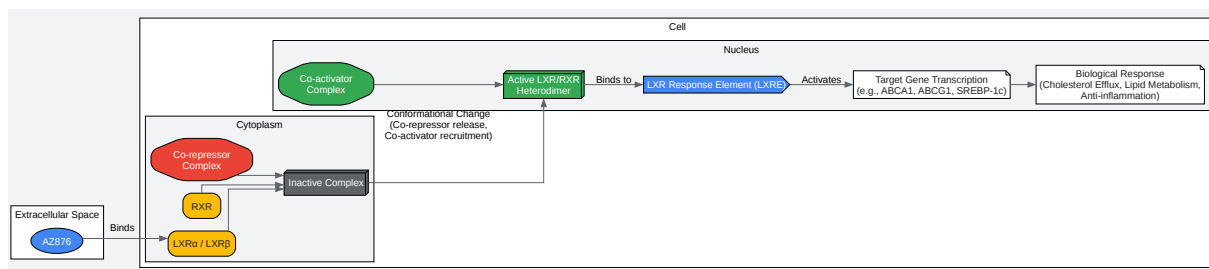 Cell
Nucleus
Co-activator
Complex
Active LXR/RXR
Heterodimer
Binds to
LXR Response Element (LXRE)
Activates
Target Gene Transcription
(e.g., ABCA1, ABCG1, SREBP-1c)
Biological Response
(Cholesterol Efflux, Lipid Metabolism,
Anti-inflammation)
Conformational Change
(Co-repressor release,
Co-activator recruitment)
Cytoplasm
Co-repressor
Complex
Inactive Complex
RXR
LXRα / LXRβ
Extracellular Space
AZ876
Binds